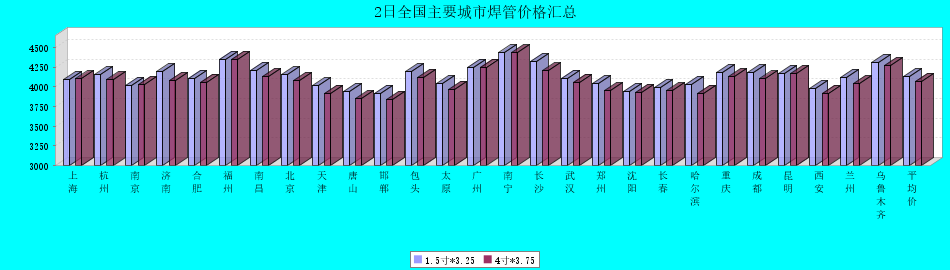 2日全国主要城市焊管价格汇总
4500
4250
4000
3750
3500
3250
3000
上海
杭州
南京
济南
合肥
福州
南昌
北京
天津
唐山
邯郸
包头
太原
广州
南宁
长沙
武汉
郑州
沈阳
长春
哈尔滨
重庆
成都
昆明
西安
兰州
乌鲁木齐
平均价
1.5寸*3.25
4寸*3.75